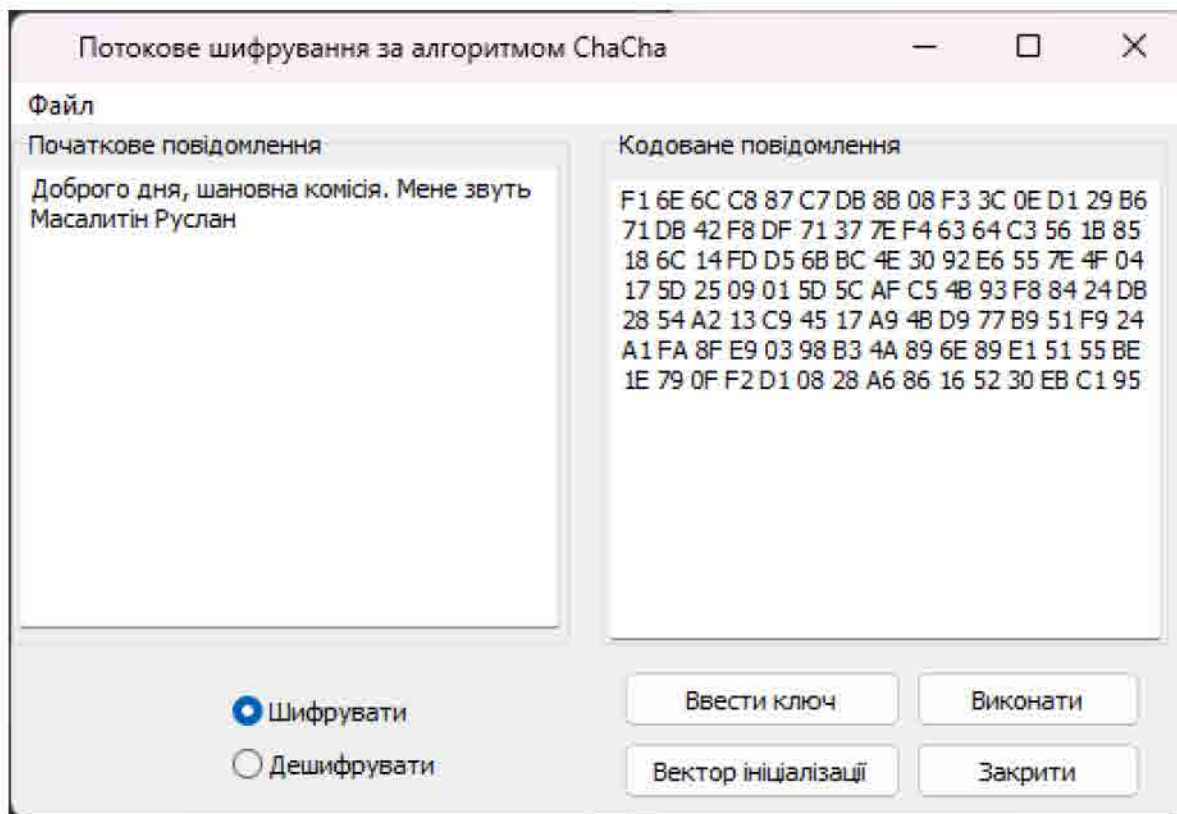 Потокове шифрування за алгоритмом ChaCha
Файл
Початкове повідомлення
Доброго дня, шановна комісія. Мене звуть
Масалитін Руслан
Кодоване повідомлення
F1 6E 6C C8 87 C7 DB 8B 08 F3 3C 0E D1 29 B6
71 DB 42 F8 DF 71 37 7E F4 63 64 C3 56 1B 85
18 6C 14 FD D5 6B BC 4E 30 92 E6 55 7E 4F 04
17 5D 25 09 01 5D 5C AF C5 4B 93 F8 84 24 DB
28 54 A2 13 C9 45 17 A9 4B D9 77 B9 51 F9 24
A1 FA 8F E9 03 98 B3 4A 89 6E 89 E1 51 55 BE
1E 79 0F F2 D1 08 28 A6 86 16 52 30 EB C1 95
Шифрувати
Дешифрувати
Ввести ключ
Виконати
Вектор ініціалізації
Закрити